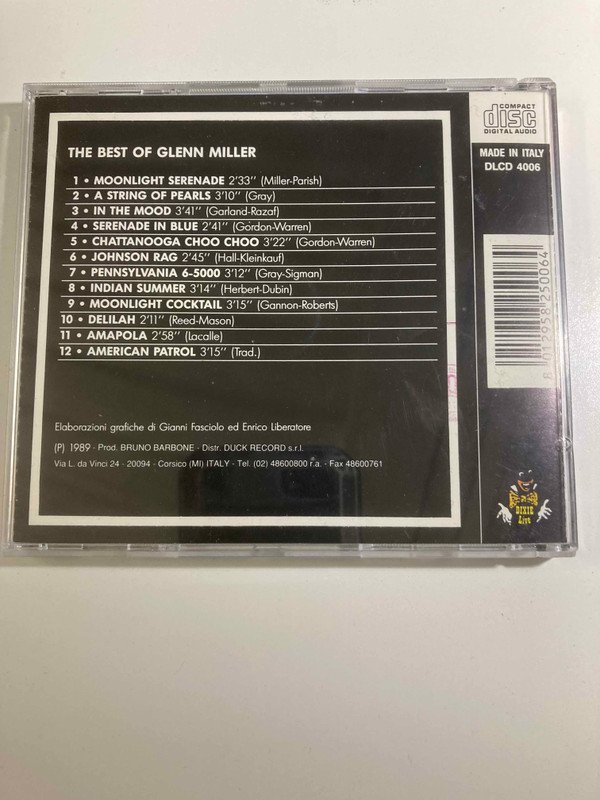 THE BEST OF GLENN MILLER
1 • MOONLIGHT SERENADE 2'33'' (Miller-Parish)
2 • A STRING OF PEARLS 3'10'' (Gray)
3 • IN THE MOOD 3'41'' (Garland-Razaf)
4 • SERENADE IN BLUE 2'41'' (Gordon-Warren)
5 • CHATTANOOGA CHOO CHOO 3'22'' (Gordon-Warren)
6 • JOHNSON RAG 2'45'' (Hall-Kleinkauf)
7 • PENNSYLVANIA 6-5000 3'12'' (Gray-Sigman)
8 • INDIAN SUMMER 3'14'' (Herbert-Dubin)
9 • MOONLIGHT COCKTAIL 3'15'' (Gannon-Roberts)
10 • DELILAH 2'11'' (Reed-Mason)
11 • AMAPOLA 2'58'' (Lacalle)
12 • AMERICAN PATROL 3'15'' (Trad.)
Elaborazioni grafiche di Gianni Fasciolo ed Enrico Liberatore
(P) 1989 - Prod. BRUNO BARBONE - Distr. DUCK RECORD s.r.l.
Via L. da Vinci 24 - 20094 - Corsico (MI) ITALY - Tel. (02) 48600800 r.a. - Fax 48600761
COMPACT
disc
DIGITAL AUDIO
MADE IN ITALY
DLCD 4006
8 012958 250064
DIXIE
Live